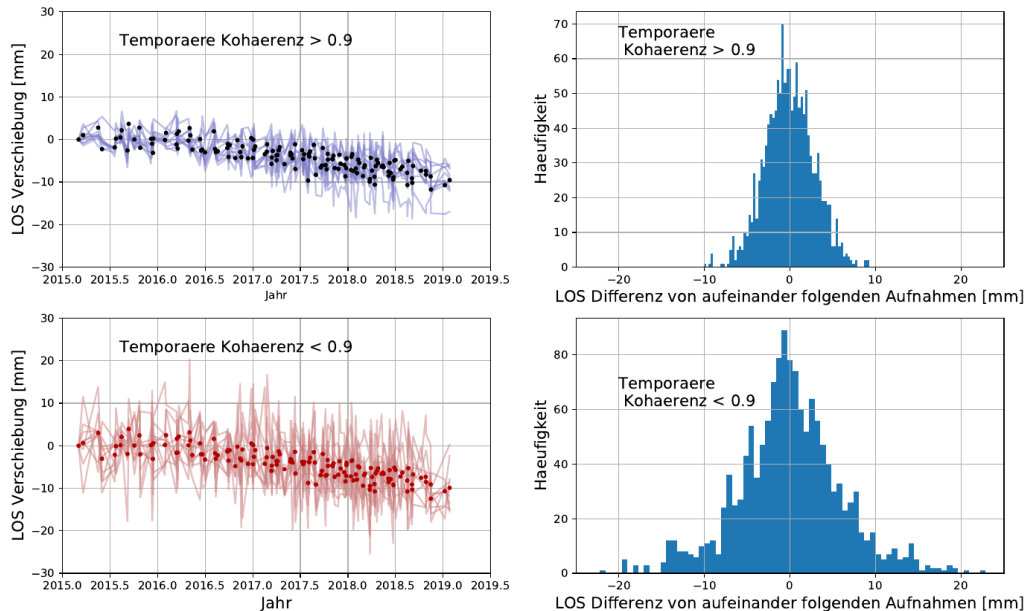 30
20
10
0
−10
−20
−30
LOS Verschiebung [mm]
Temporaere Kohaerenz > 0.9
2015.0 2015.5 2016.0 2016.5 2017.0 2017.5 2018.0 2018.5 2019.0 2019.5
Jahr
70
60
50
40
30
20
10
0
Haeufigkeit
Temporaere
Kohaerenz > 0.9
−20 −10 0 10 20
LOS Differenz von aufeinander folgenden Aufnahmen [mm]
30
20
10
0
−10
−20
−30
LOS Verschiebung [mm]
Temporaere Kohaerenz < 0.9
2015.0 2015.5 2016.0 2016.5 2017.0 2017.5 2018.0 2018.5 2019.0 2019.5
Jahr
80
60
40
20
0
Haeufigkeit
Temporaere
Kohaerenz < 0.9
−20 −10 0 10 20
LOS Differenz von aufeinander folgenden Aufnahmen [mm]